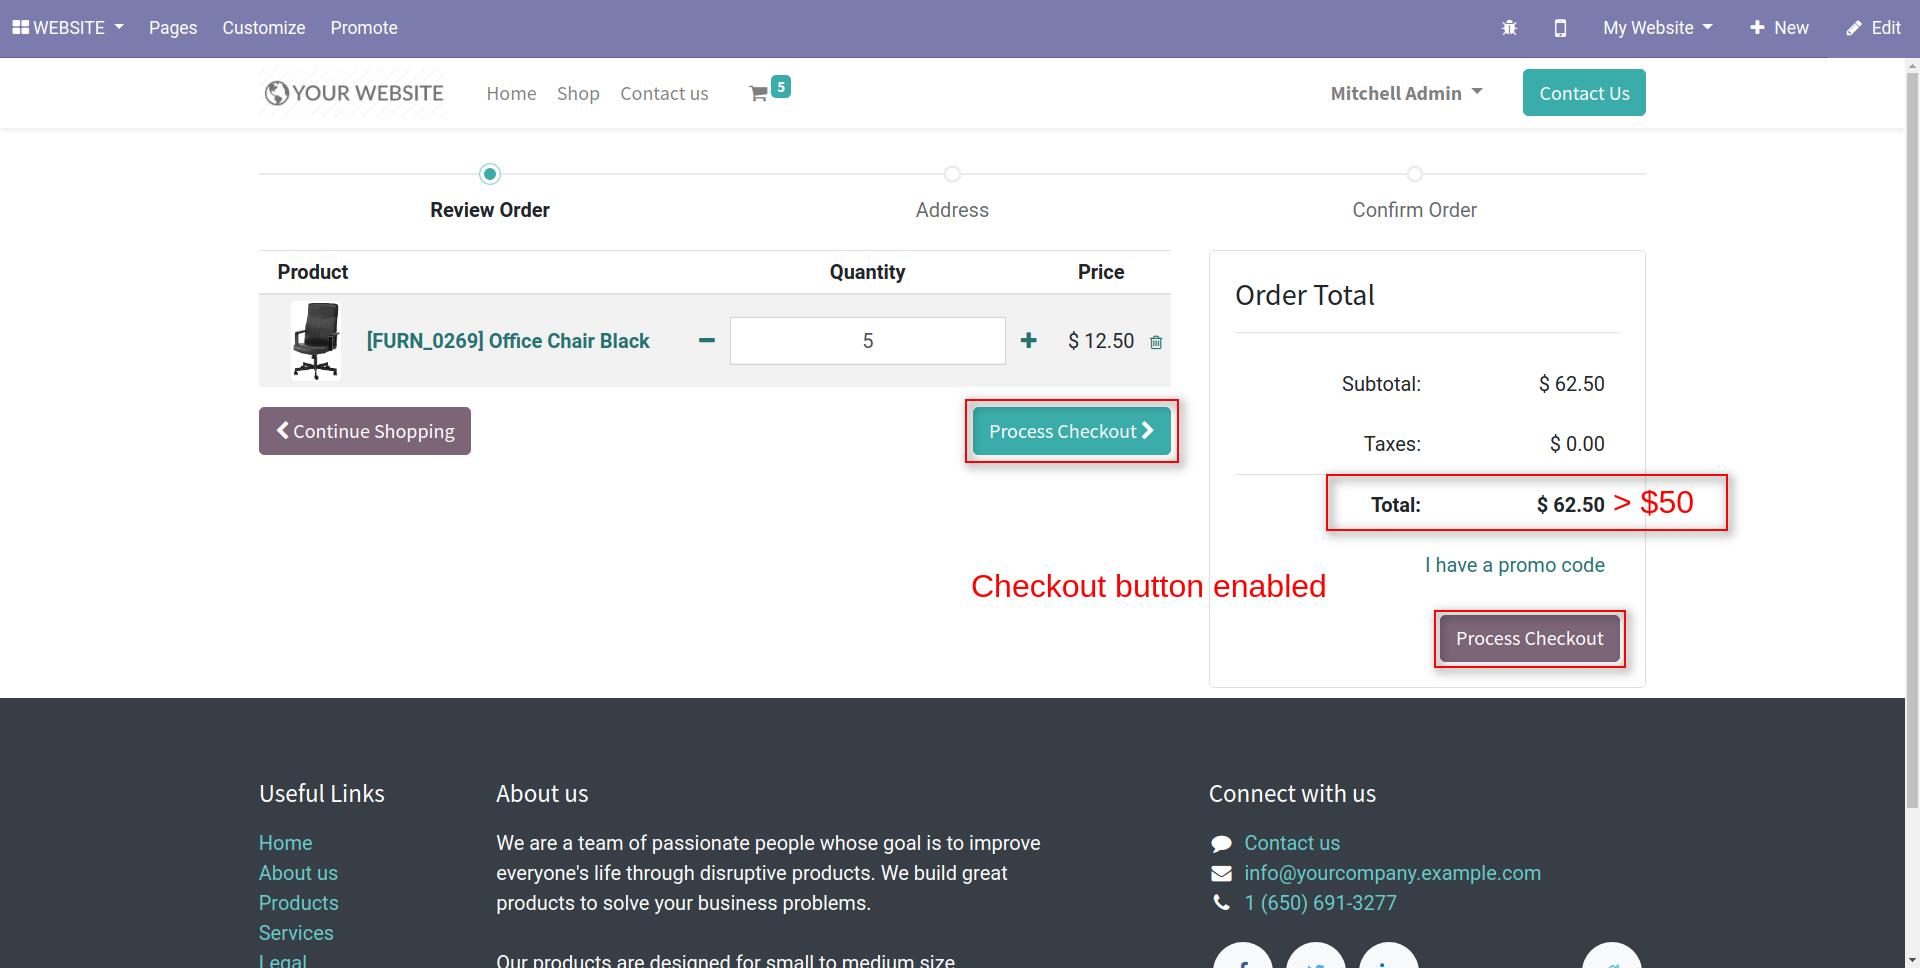 WEBSITE Pages Customize Promote My Website New Edit
YOUR WEBSITE Home Shop Contact us 5 Mitchell Admin Contact Us
Review Order Address Confirm Order
Product Quantity Price
[FURN_0269] Office Chair Black 5 $ 12.50
Continue Shopping Process Checkout
Order Total
Subtotal: $ 62.50
Taxes: $ 0.00
Total: $ 62.50 > $50
I have a promo code
Checkout button enabled
Process Checkout
Useful Links
Home
About us
Products
Services
Legal
About us
We are a team of passionate people whose goal is to improve
everyone's life through disruptive products. We build great
products to solve your business problems.
Our products are designed for small to medium size
Connect with us
Contact us
info@yourcompany.example.com
1 (650) 691-3277